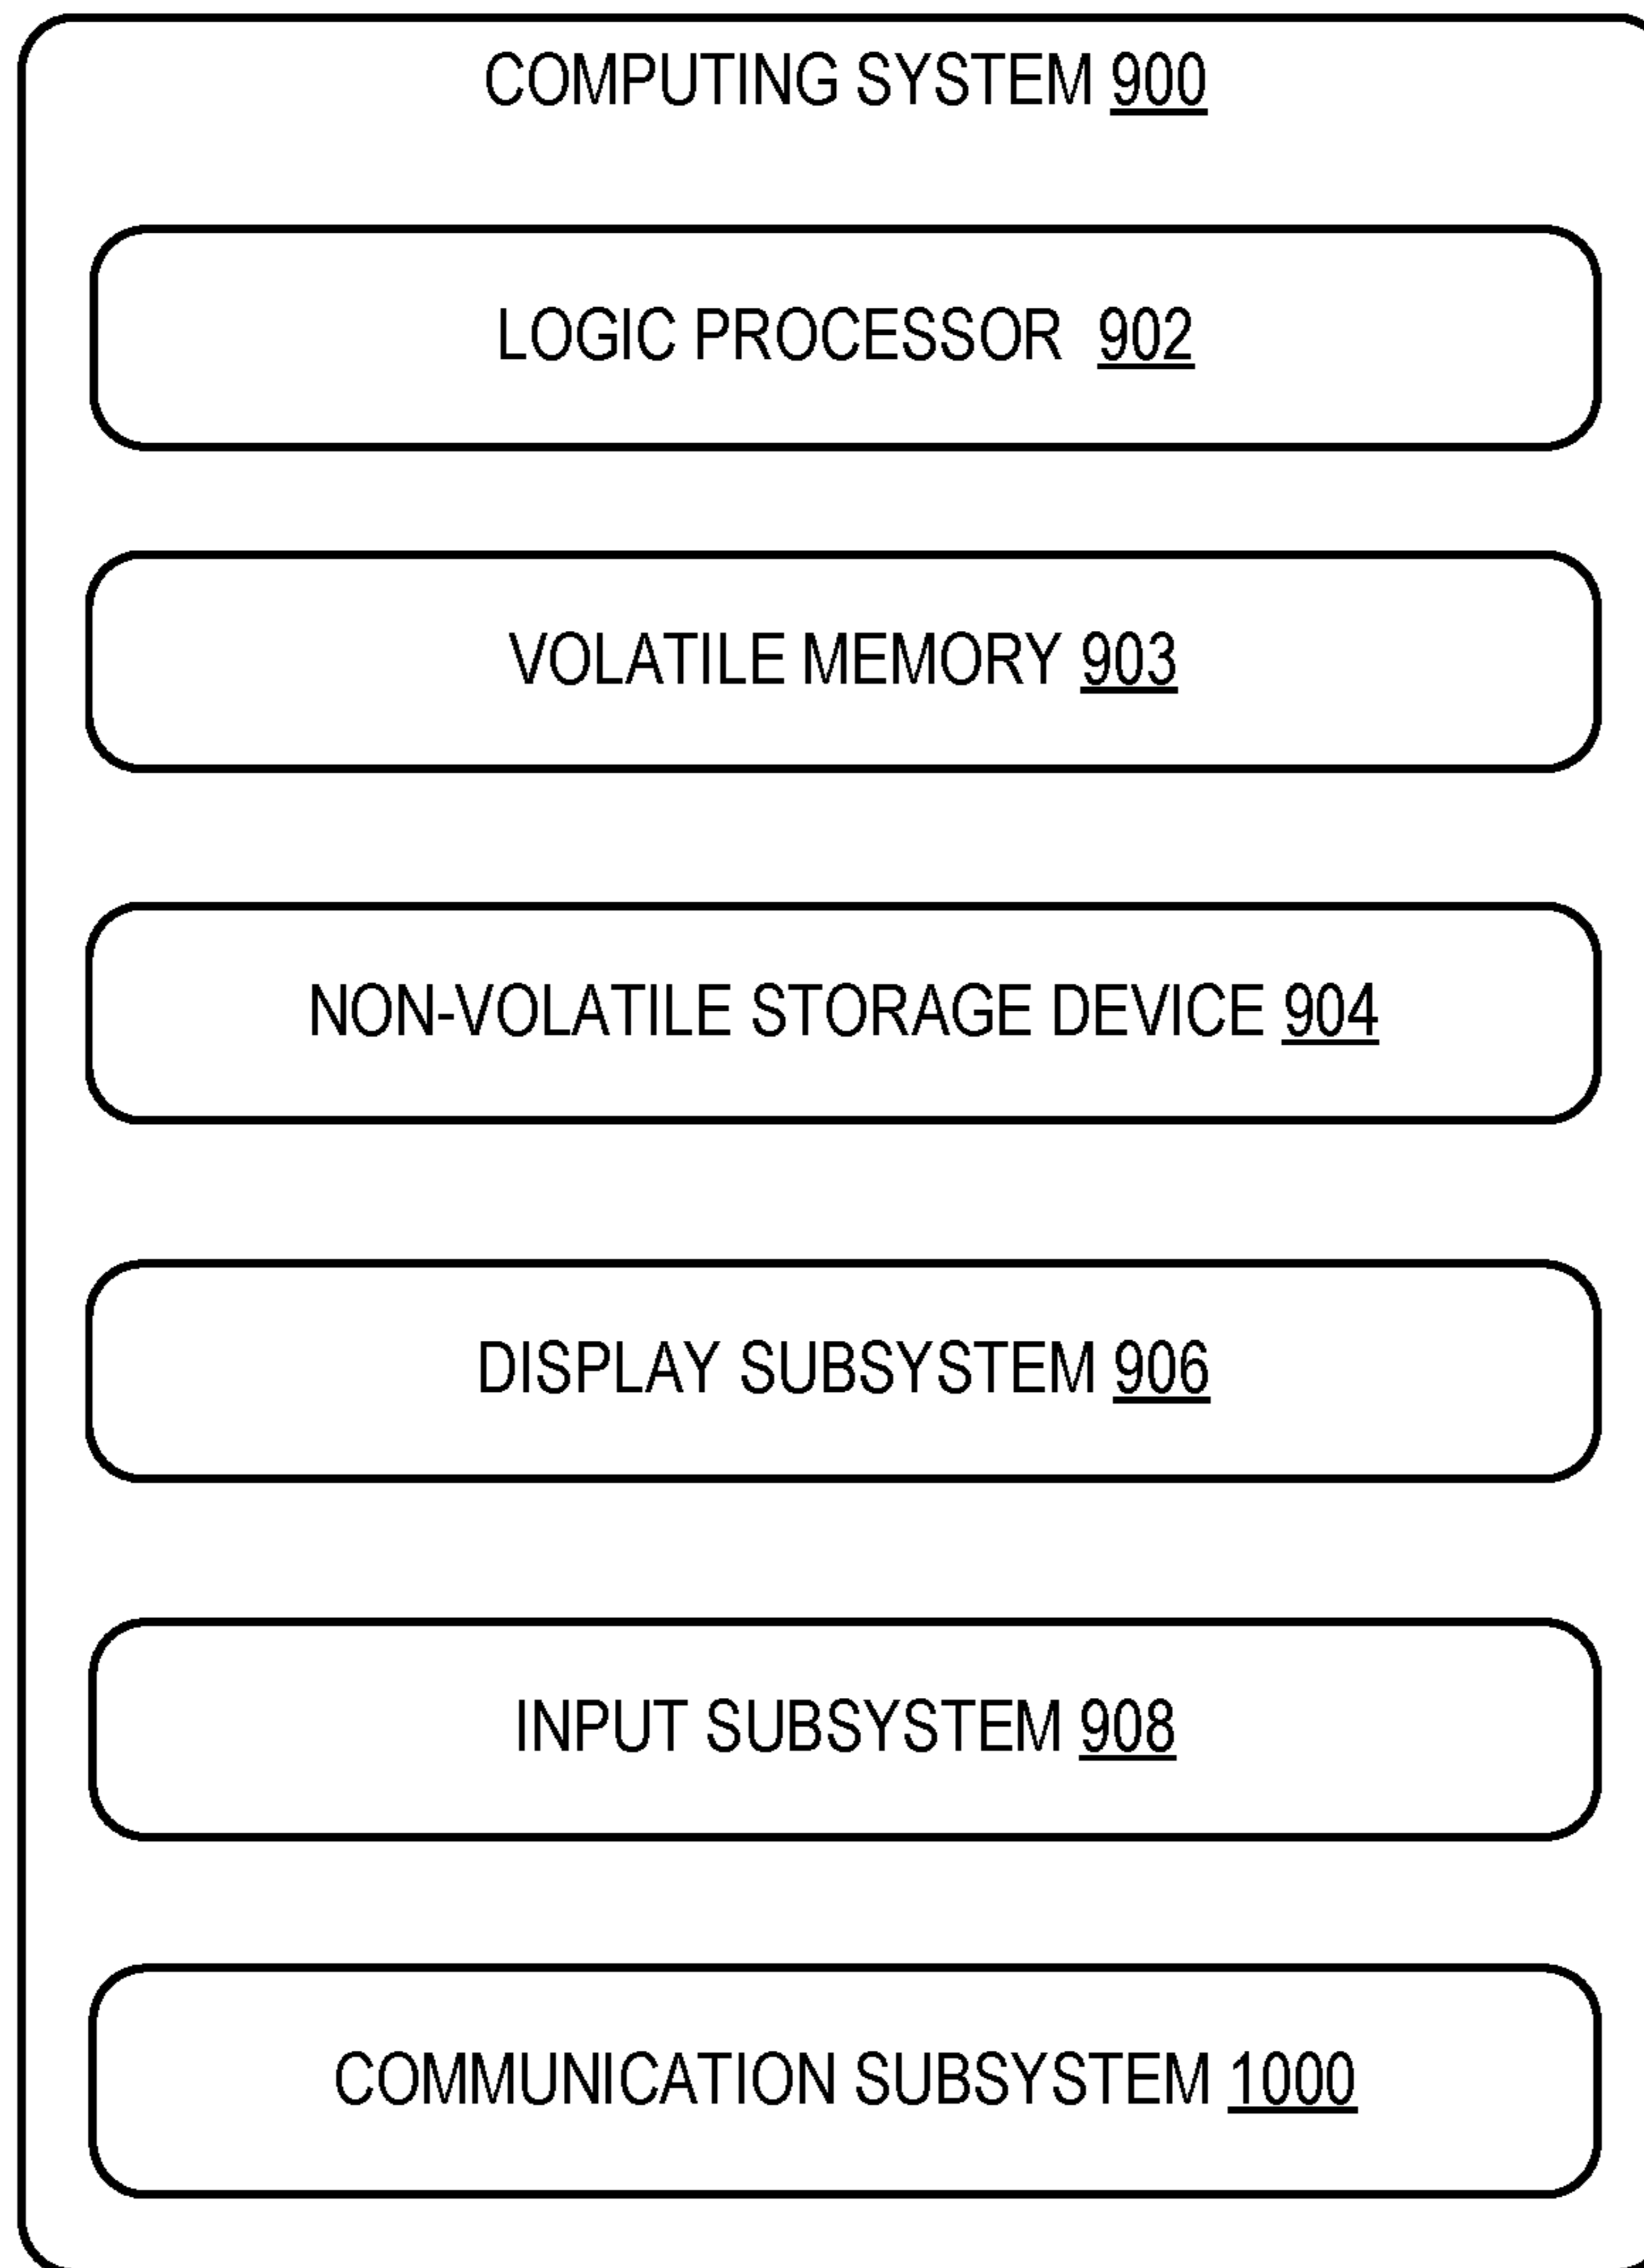 COMPUTING SYSTEM 900
LOGIC PROCESSOR 902
VOLATILE MEMORY 903
NON-VOLATILE STORAGE DEVICE 904
DISPLAY SUBSYSTEM 906
INPUT SUBSYSTEM 908
COMMUNICATION SUBSYSTEM 1000